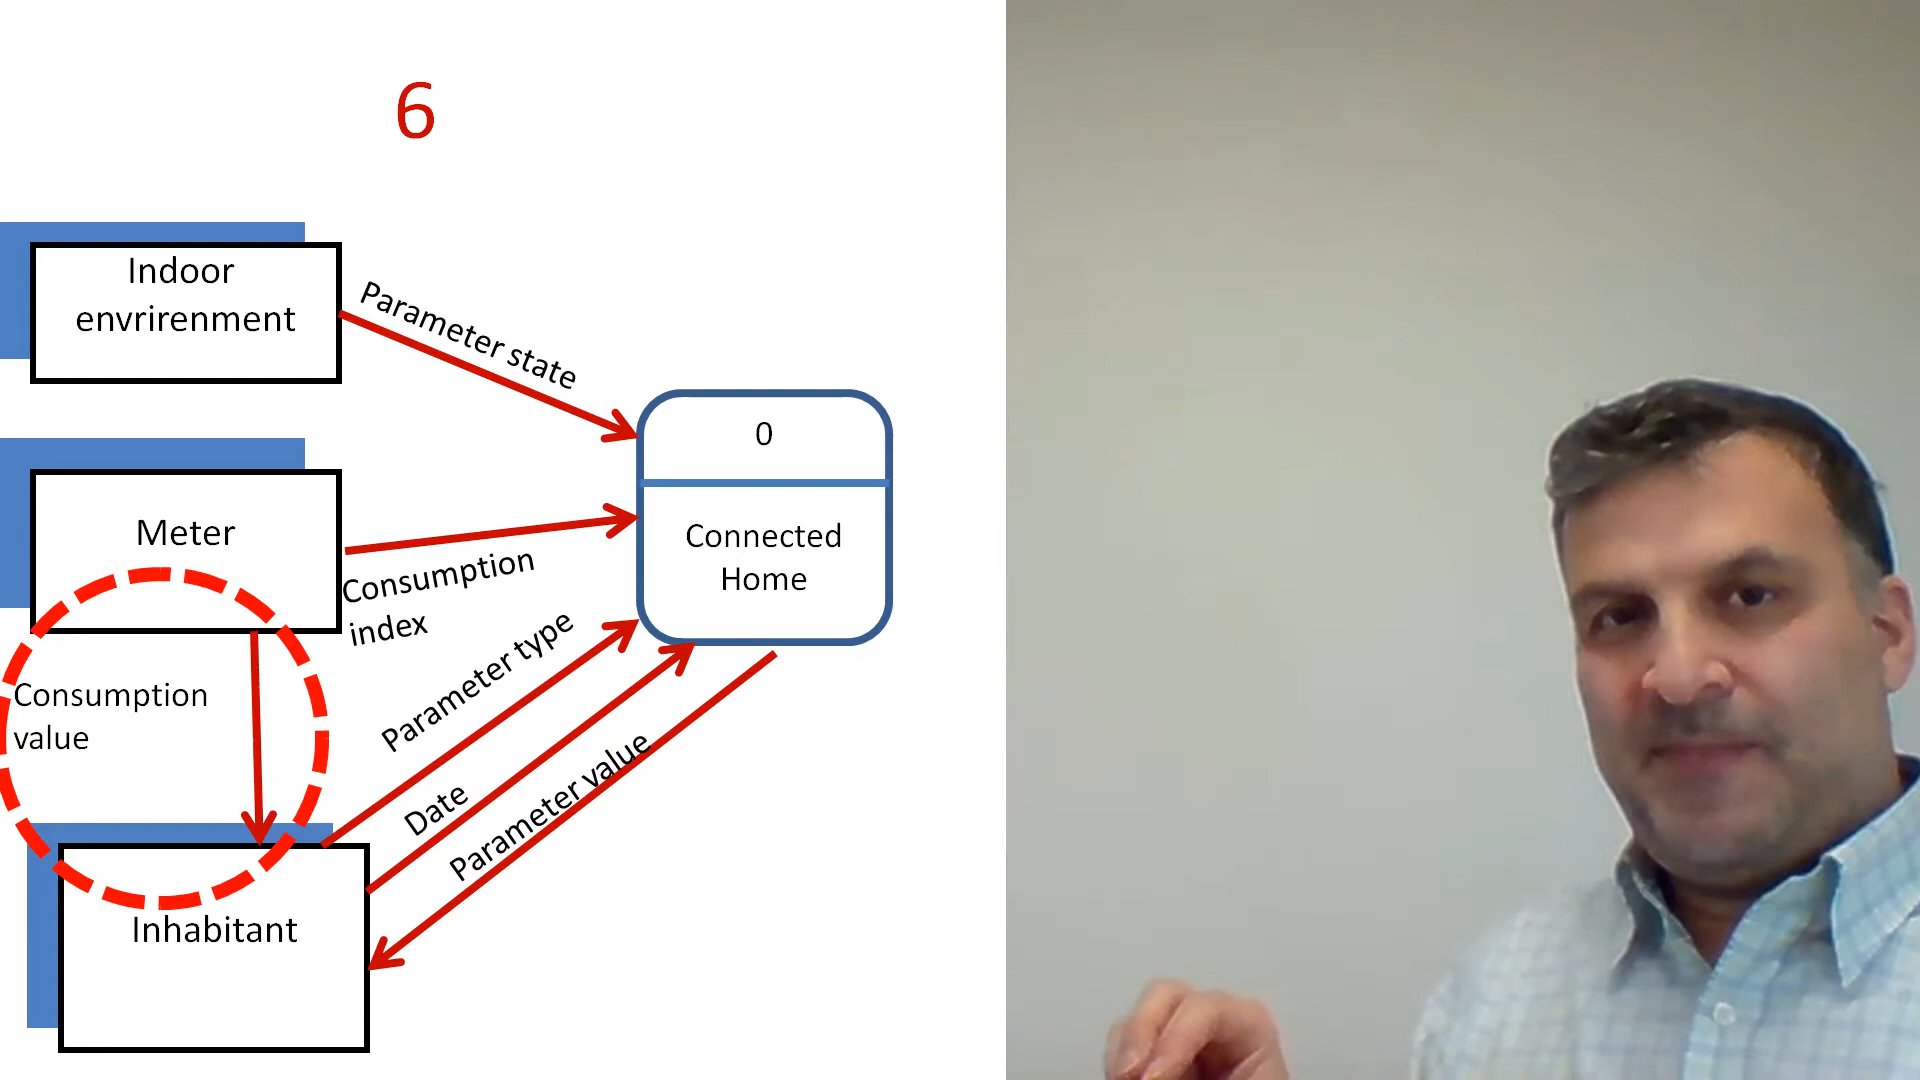 6
Indoor
envrirenment
Parameter state
0
Connected
Home
Meter
Consumption
index
Consumption
value
Parameter type
Date
Parameter value
Inhabitant